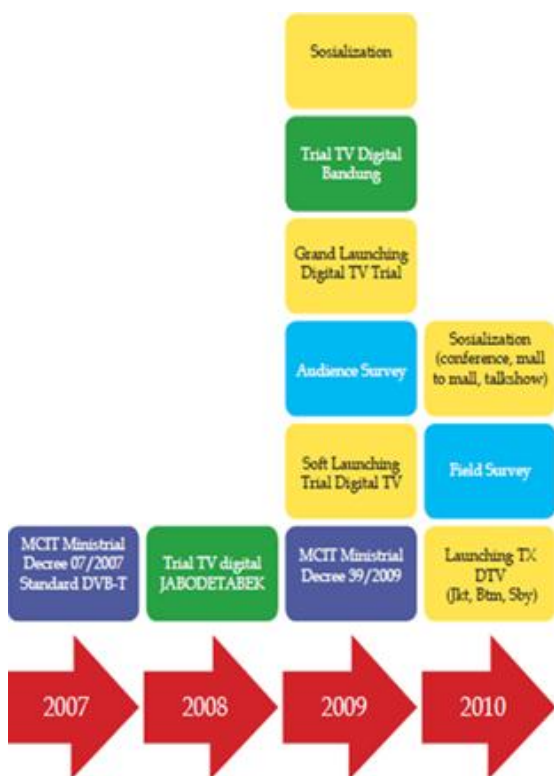 Sosialization
Trial TV Digital
Bandung
Grand Launching
Digital TV Trial
Audience Survey
Sosialization
(conference, mall
to mall, talkshow)
Soft Launching
Trial Digital TV
Field Survey
MCIT Ministrial
Decree 07/2007
Standard DVB-T
Trial TV digital
JABODETABEK
MCIT Ministrial
Decree 39/2009
Launching TX
DTV
(Jkt, Btm, Sby)
2007
2008
2009
2010